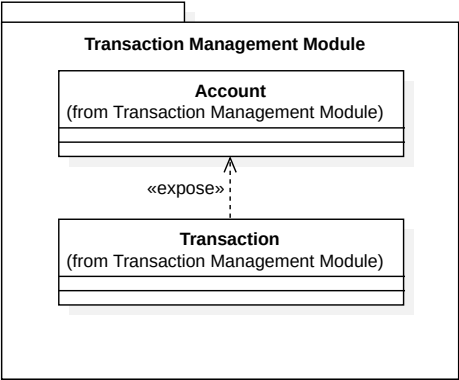 Transaction Management Module
Account
(from Transaction Management Module)
«expose»
Transaction
(from Transaction Management Module)